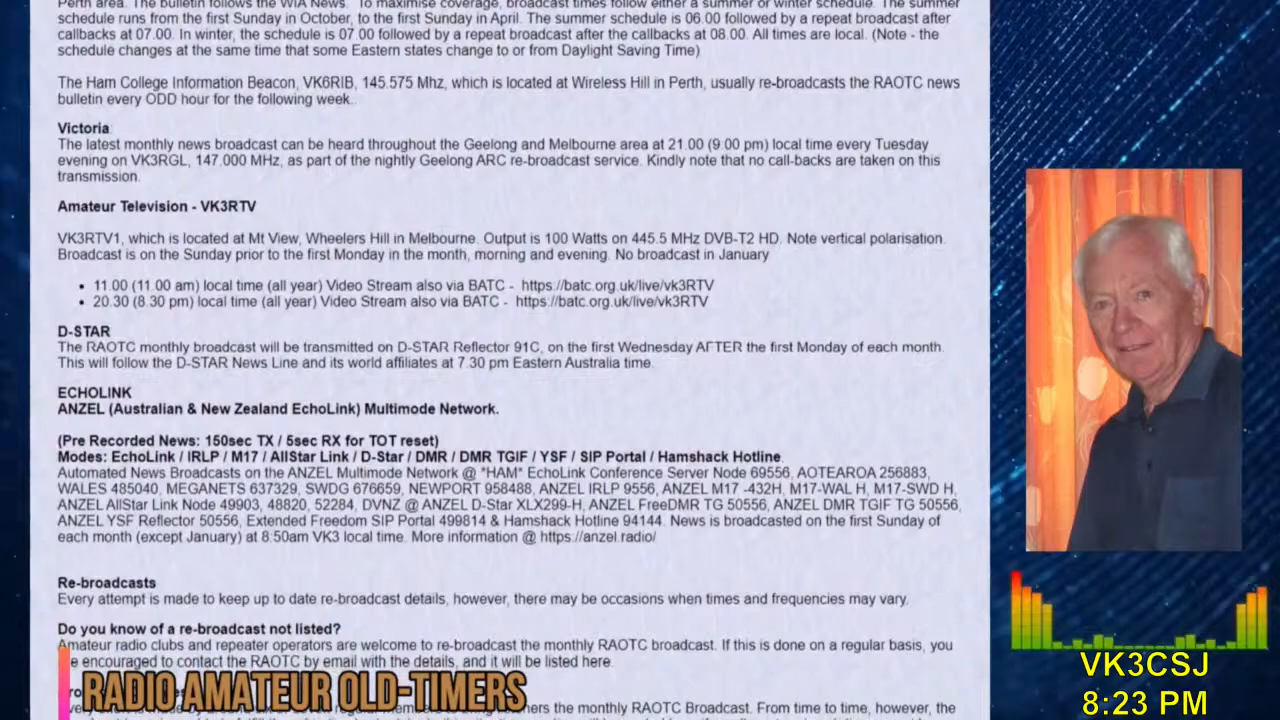 Perth area. The bulletin follows the WIA News. To maximise coverage, broadcast times follow either a summer or winter schedule. The summer
schedule runs from the first Sunday in October, to the first Sunday in April. The summer schedule is 06.00 followed by a repeat broadcast after
callbacks at 07.00. In winter, the schedule is 07.00 followed by a repeat broadcast after the callbacks at 08.00. All times are local. (Note - the
schedule changes at the same time that some Eastern states change to or from Daylight Saving Time)
The Ham College Information Beacon, VK6RIB, 145.575 Mhz, which is located at Wireless Hill in Perth, usually re-broadcasts the RAOTC news
bulletin every ODD hour for the following week.
Victoria
The latest monthly news broadcast can be heard throughout the Geelong and Melbourne area at 21.00 (9.00 pm) local time every Tuesday
evening on VK3RGL, 147.000 MHz, as part of the nightly Geelong ARC re-broadcast service. Kindly note that no call-backs are taken on this
transmission.
Amateur Television - VK3RTV
VK3RTV1, which is located at Mt View, Wheelers Hill in Melbourne. Output is 100 Watts on 445.5 MHz DVB-T2 HD. Note vertical polarisation.
Broadcast is on the Sunday prior to the first Monday in the month, morning and evening. No broadcast in January
• 11.00 (11.00 am) local time (all year) Video Stream also via BATC - https://batc.org.uk/live/vk3RTV
• 20.30 (8.30 pm) local time (all year) Video Stream also via BATC - https://batc.org.uk/live/vk3RTV
D-STAR
The RAOTC monthly broadcast will be transmitted on D-STAR Reflector 91C, on the first Wednesday AFTER the first Monday of each month.
This will follow the D-STAR News Line and its world affiliates at 7.30 pm Eastern Australia time.
ECHOLINK
ANZEL (Australian & New Zealand EchoLink) Multimode Network.
(Pre Recorded News: 150sec TX / 5sec RX for TOT reset)
Modes: EchoLink / IRLP / M17 / AllStar Link / D-Star / DMR / DMR TGIF / YSF / SIP Portal / Hamshack Hotline.
Automated News Broadcasts on the ANZEL Multimode Network @ *HAM* EchoLink Conference Server Node 69556, AOTEAROA 256883,
WALES 485040, MEGANETS 637329, SWDG 676659, NEWPORT 958488, ANZEL IRLP 9556, ANZEL M17 -432H, M17-WAL H, M17-SWD H,
ANZEL AllStar Link Node 49903, 48820, 52284, DVNZ @ ANZEL D-Star XLX299-H, ANZEL FreeDMR TG 50556, ANZEL DMR TGIF TG 50556,
ANZEL YSF Reflector 50556, Extended Freedom SIP Portal 499814 & Hamshack Hotline 94144. News is broadcasted on the first Sunday of
each month (except January) at 8:50am VK3 local time. More information @ https://anzel.radio/
Re-broadcasts
Every attempt is made to keep up to date re-broadcast details, however, there may be occasions when times and frequencies may vary.
Do you know of a re-broadcast not listed?
Amateur radio clubs and repeater operators are welcome to re-broadcast the monthly RAOTC broadcast. If this is done on a regular basis, you
e encouraged to contact the RAOTC by email with the details, and it will be listed here.
RADIO AMATEUR OLD-TIMERS
ners the monthly RAOTC Broadcast. From time to time, however, the
VK3CSJ
8:23 PM